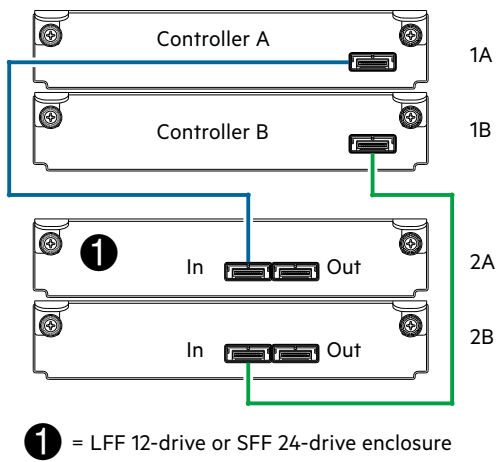 Controller A
1A
Controller B
1B
1 In Out 2A
In Out 2B
1 = LFF 12-drive or SFF 24-drive enclosure